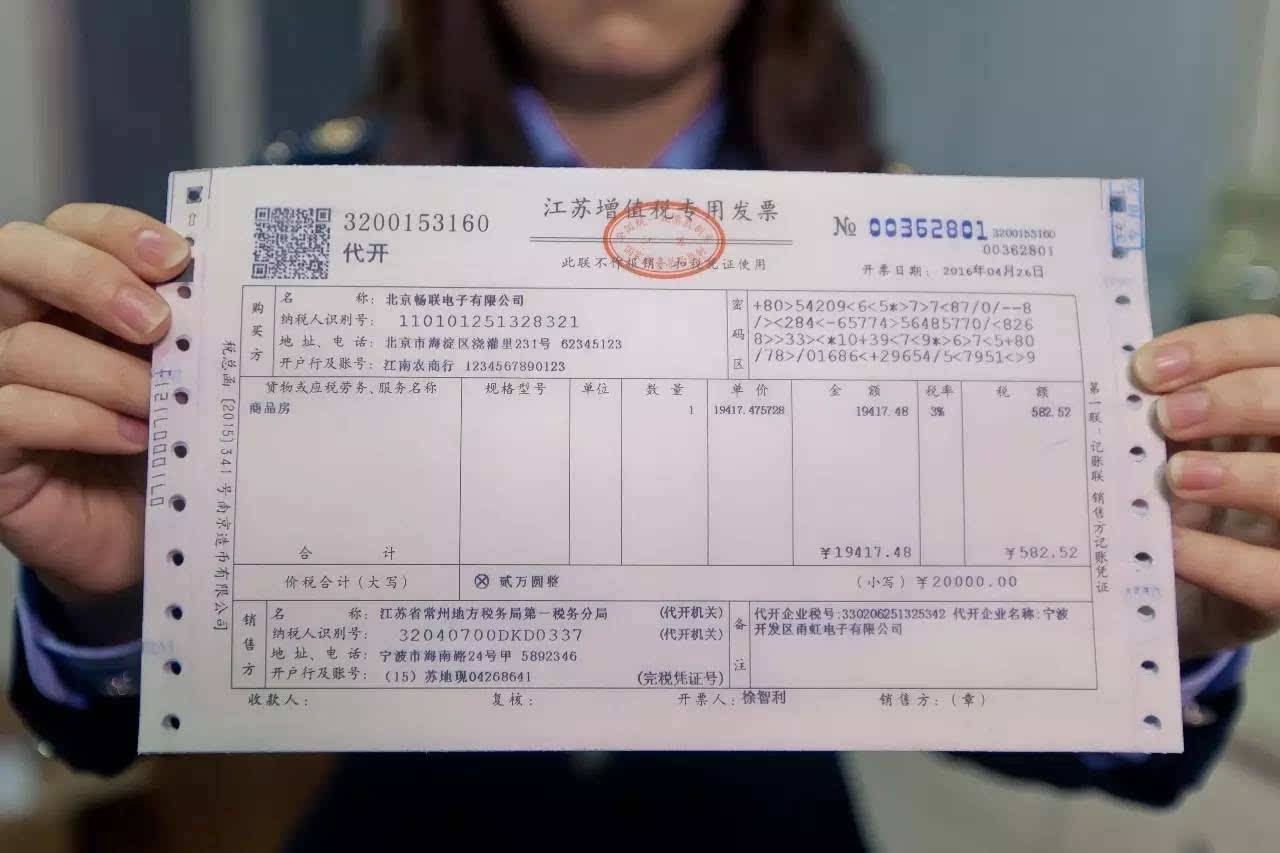 3200153160
代开
江苏增值税专用发票
此联不作报销、扣税凭证使用
№ 00362801
3200153160
00362801
开票日期: 2016年04月26日
税总函〔2015〕341号南京造币有限公司
购买方
名 称: 北京畅联电子有限公司
纳税人识别号: 110101251328321
地 址、电 话: 北京市海淀区浇灌里231号 62345123
开户行及账号: 江南农商行 1234567890123
密码区
+80>54209<6<5*>7>7<87/0/--8
/><284<-65774>56485770/<826
8>>33><*10+39<7<9*>6>7<5+80
/78>/01686<+29654/5<7951<>9
货物或应税劳务、服务名称 规格型号 单位 数 量 单 价 金 额 税率 税 额
商品房 1 19417.475728 19417.48 3% 582.52
合 计 ¥19417.48 ¥582.52
价税合计(大写) ⊗ 贰万圆整 (小写)¥20000.00
销售方
名 称: 江苏省常州地方税务局第一税务分局 (代开机关)
纳税人识别号: 32040700DKD0337 (代开机关)
地 址、电 话: 宁波市海南路24号甲 5892346
开户行及账号: (15)苏地现04268641 (完税凭证号)
备注
代开企业税号:330206251325342 代开企业名称:宁波
开发区甬虹电子有限公司
收款人: 复核: 开票人: 徐智利 销售方:(章)
第一联:记账联 销售方记账凭证